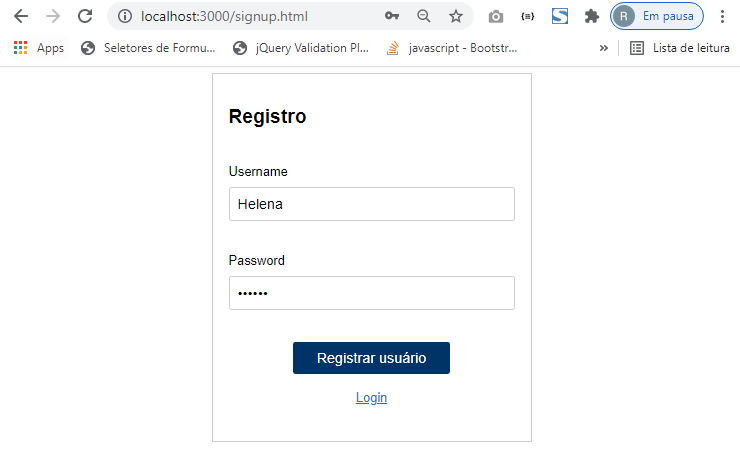 localhost:3000/signup.html
R Em pausa
Apps Seletores de Formu... jQuery Validation Pl... javascript - Bootstr... » Lista de leitura
Registro
Username
Helena
Password
••••••
Registrar usuário
Login